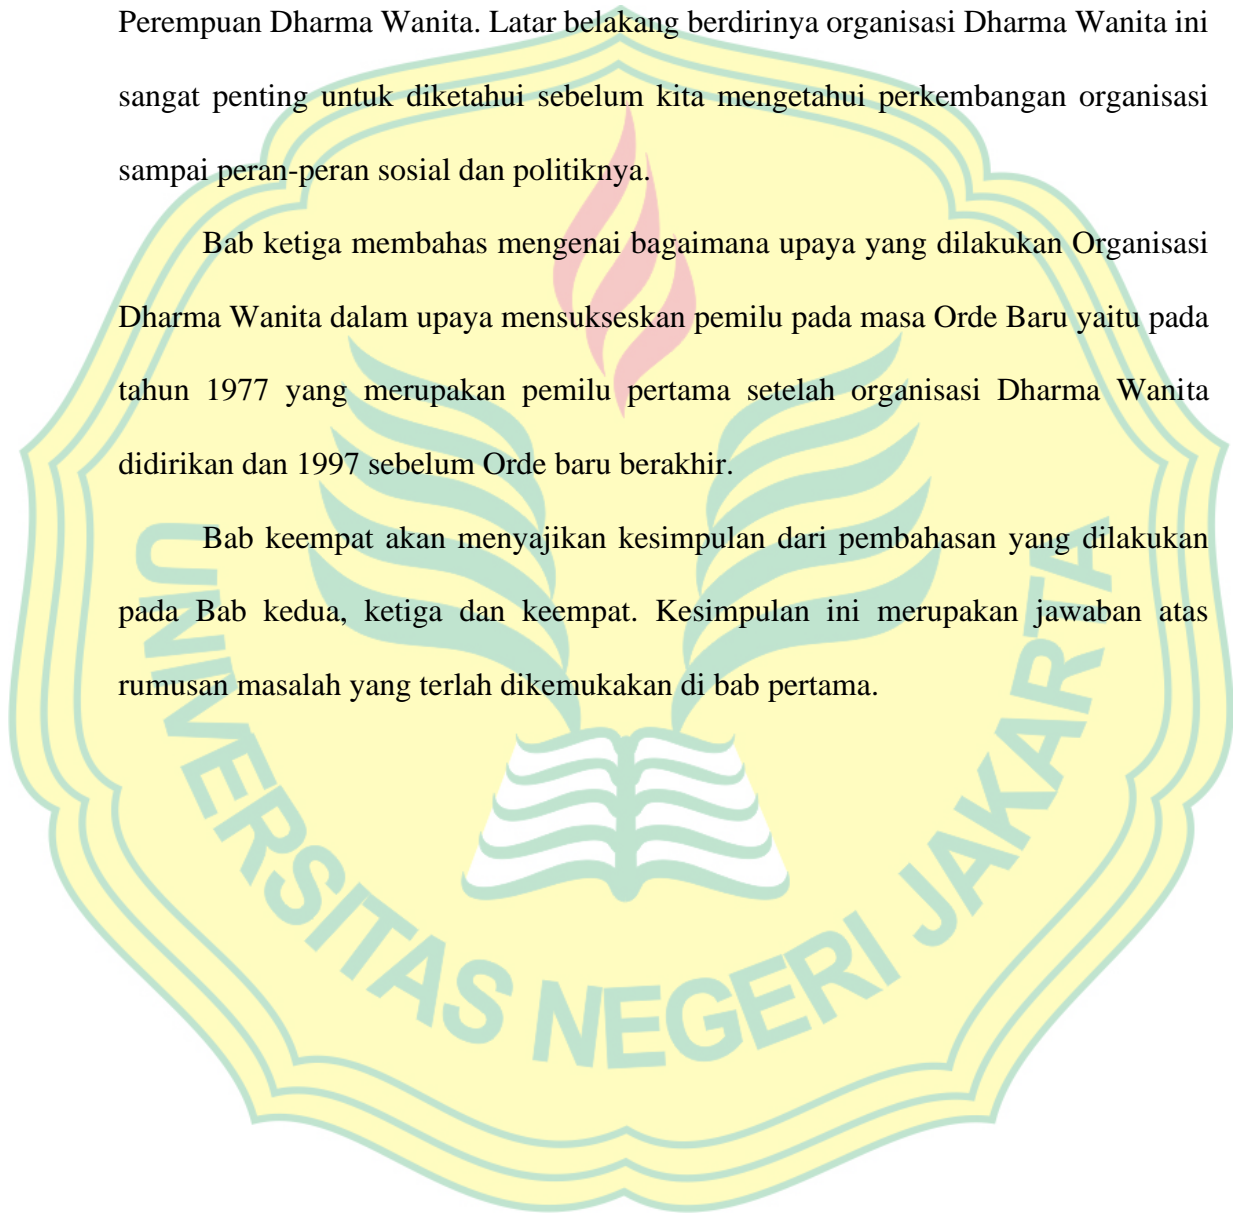 Perempuan Dharma Wanita. Latar belakang berdirinya organisasi Dharma Wanita ini
sangat penting untuk diketahui sebelum kita mengetahui perkembangan organisasi
sampai peran-peran sosial dan politiknya.
Bab ketiga membahas mengenai bagaimana upaya yang dilakukan Organisasi
Dharma Wanita dalam upaya mensukseskan pemilu pada masa Orde Baru yaitu pada
tahun 1977 yang merupakan pemilu pertama setelah organisasi Dharma Wanita
didirikan dan 1997 sebelum Orde baru berakhir.
Bab keempat akan menyajikan kesimpulan dari pembahasan yang dilakukan
pada Bab kedua, ketiga dan keempat. Kesimpulan ini merupakan jawaban atas
rumusan masalah yang terlah dikemukakan di bab pertama.
UNIVERSITAS NEGERI JAKARTA